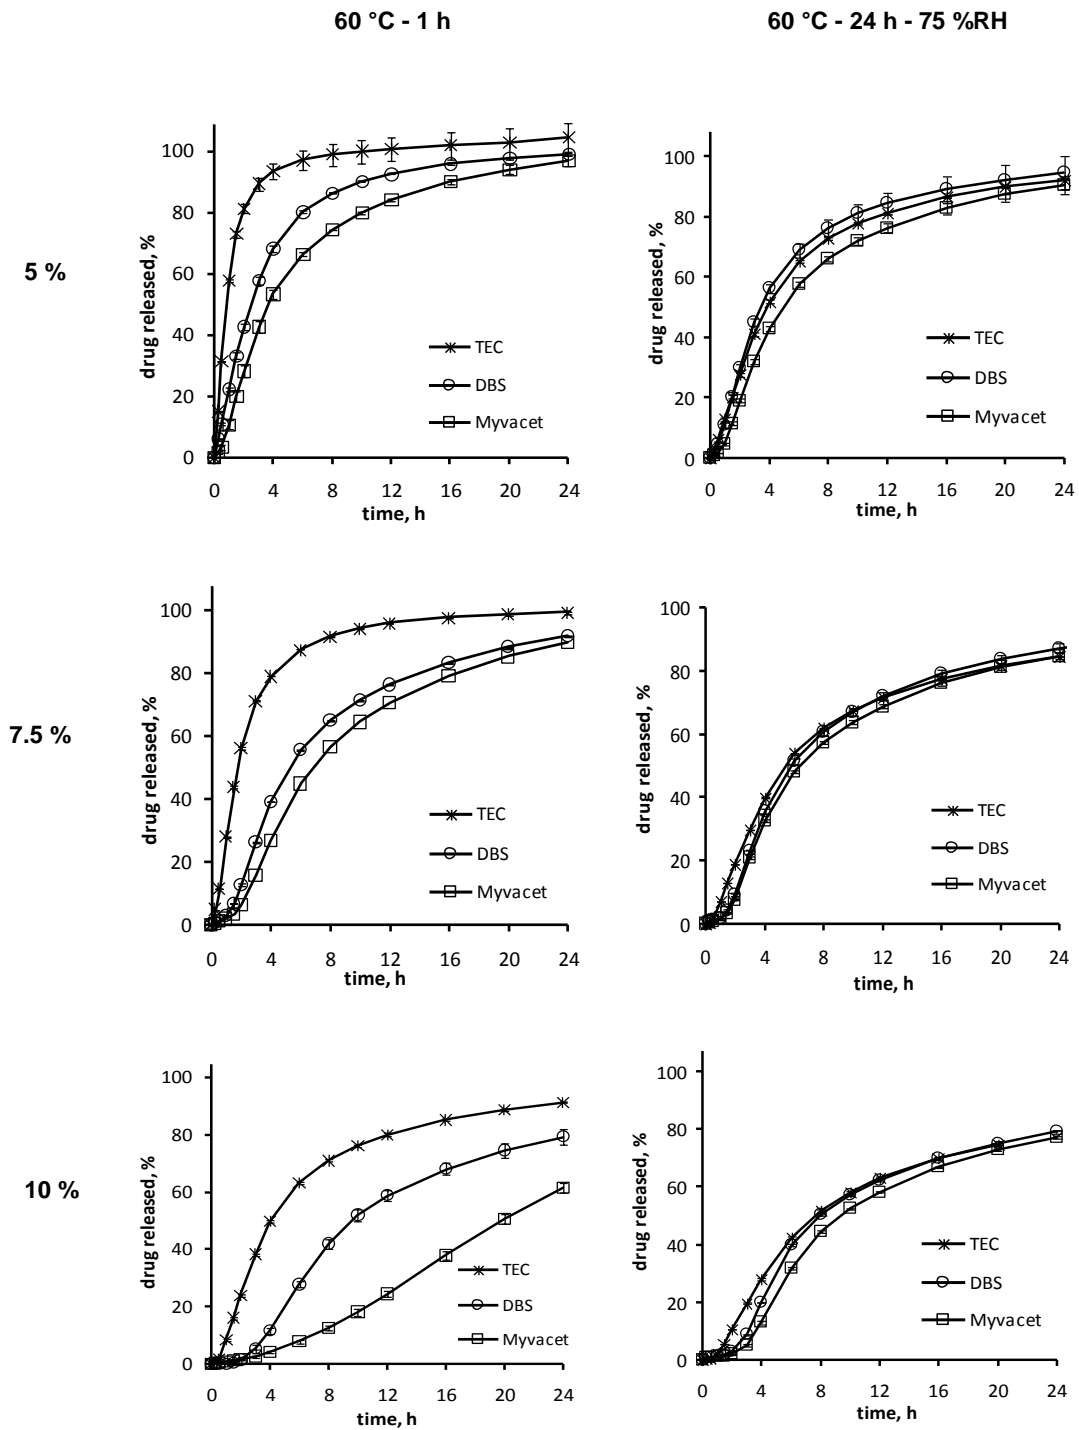 60 °C - 1 h
60 °C - 24 h - 75 %RH
5 %
drug released, %
100
80
60
40
20
0
TEC
DBS
Myvacet
0 4 8 12 16 20 24
time, h
drug released, %
100
80
60
40
20
0
TEC
DBS
Myvacet
0 4 8 12 16 20 24
time, h
7.5 %
drug released, %
100
80
60
40
20
0
TEC
DBS
Myvacet
0 4 8 12 16 20 24
time, h
drug released, %
100
80
60
40
20
0
TEC
DBS
Myvacet
0 4 8 12 16 20 24
time, h
10 %
drug released, %
100
80
60
40
20
0
TEC
DBS
Myvacet
0 4 8 12 16 20 24
time, h
drug released, %
100
80
60
40
20
0
TEC
DBS
Myvacet
0 4 8 12 16 20 24
time, h